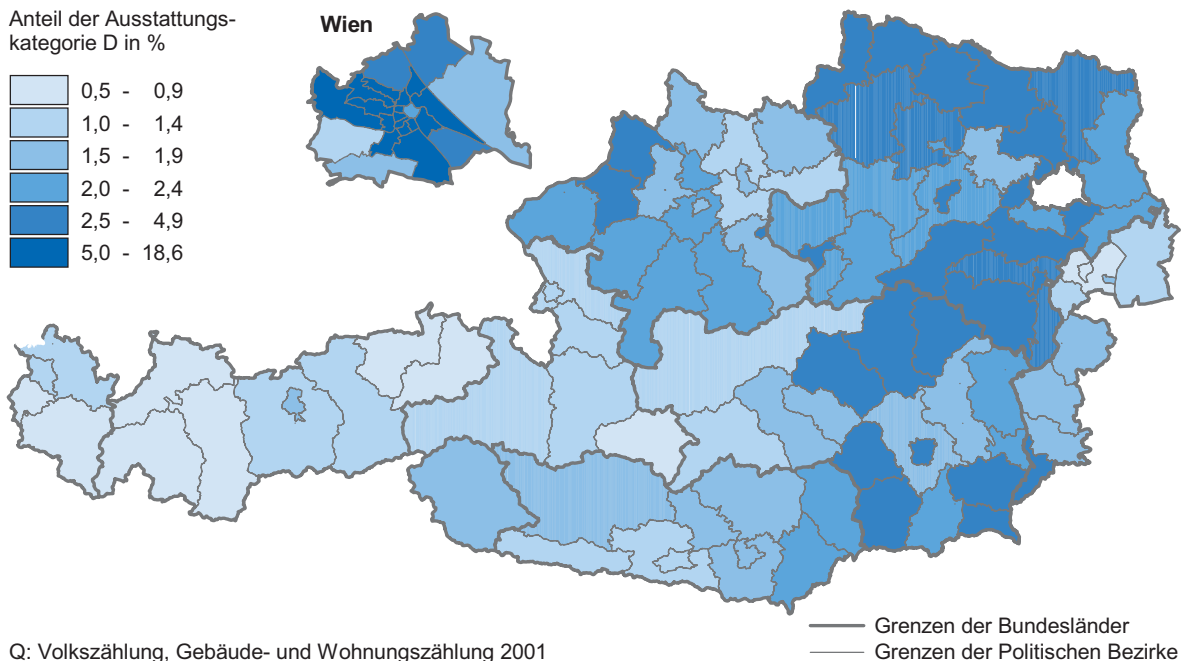 Anteil der Ausstattungs-
kategorie D in %
0,5 - 0,9
1,0 - 1,4
1,5 - 1,9
2,0 - 2,4
2,5 - 4,9
5,0 - 18,6
Wien
Grenzen der Bundesländer
Grenzen der Politischen Bezirke
Q: Volkszählung, Gebäude- und Wohnungszählung 2001